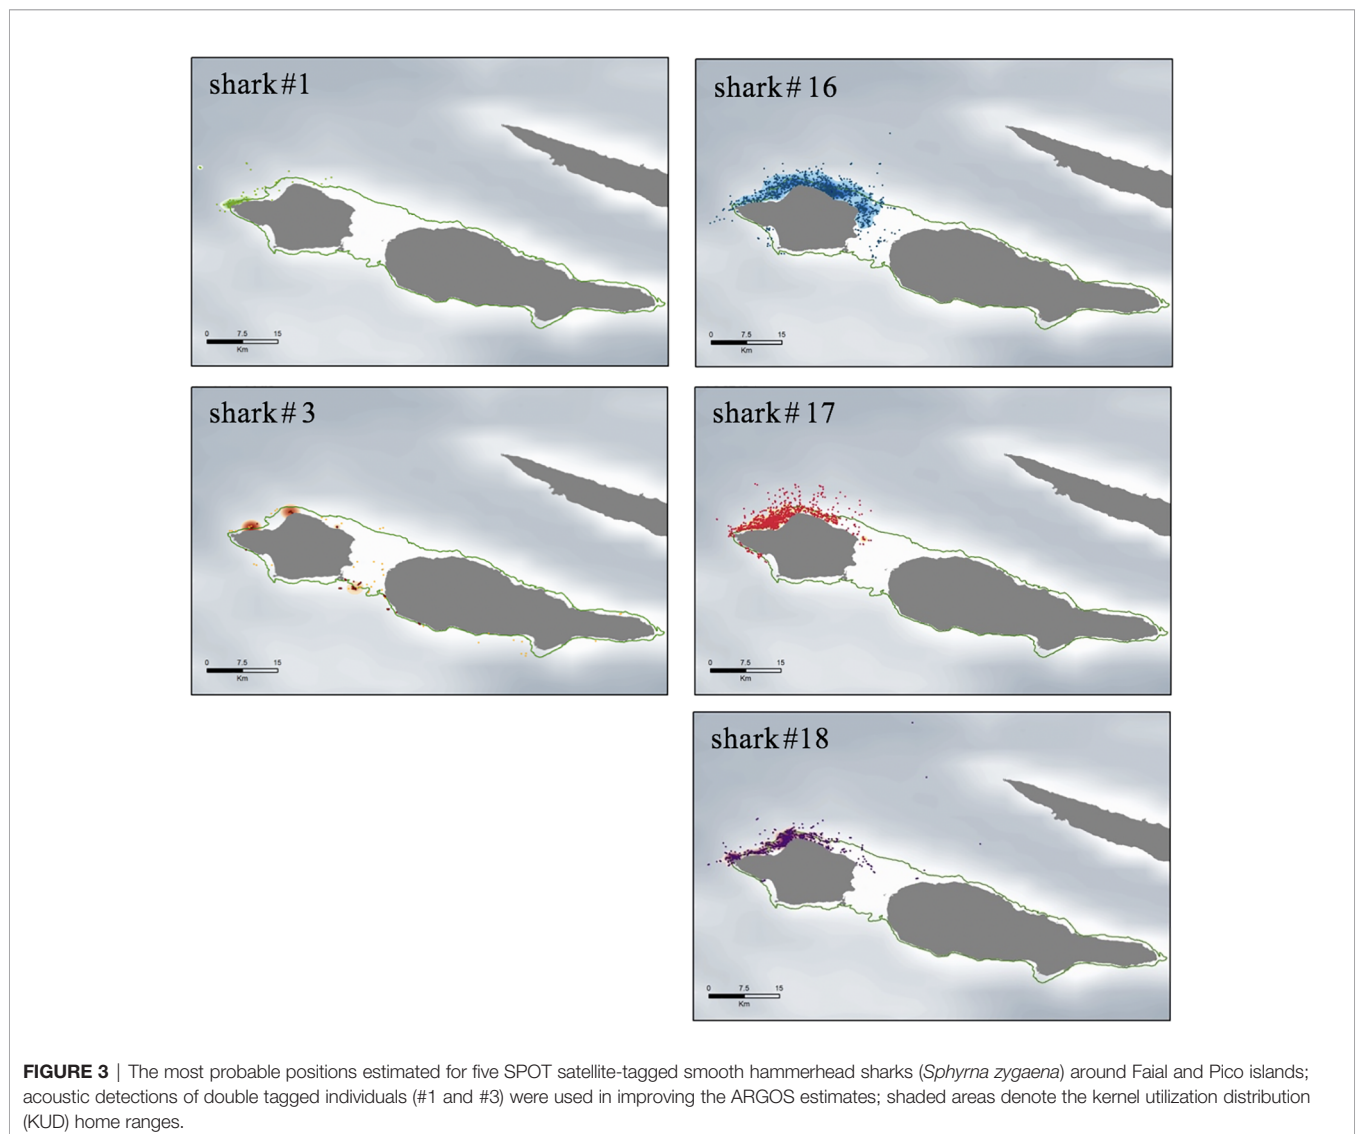 shark #1
0 7.5 15
Km
shark # 16
0 7.5 15
Km
shark # 3
0 7.5 15
Km
shark # 17
0 7.5 15
Km
shark #18
0 7.5 15
Km
FIGURE 3 | The most probable positions estimated for five SPOT satellite-tagged smooth hammerhead sharks (Sphyrna zygaena) around Faial and Pico islands;
acoustic detections of double tagged individuals (#1 and #3) were used in improving the ARGOS estimates; shaded areas denote the kernel utilization distribution
(KUD) home ranges.